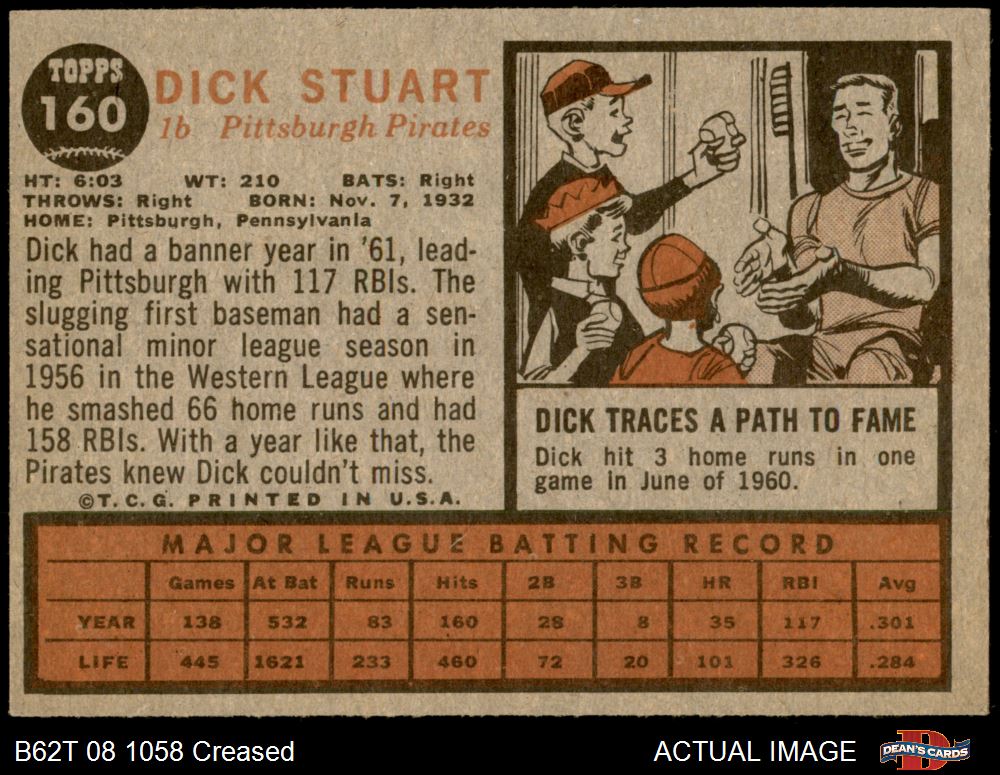 TOPPS
160
DICK STUART
1b Pittsburgh Pirates
HT: 6:03 WT: 210 BATS: Right
THROWS: Right BORN: Nov. 7, 1932
HOME: Pittsburgh, Pennsylvania
Dick had a banner year in '61, lead-
ing Pittsburgh with 117 RBIs. The
slugging first baseman had a sen-
sational minor league season in
1956 in the Western League where
he smashed 66 home runs and had
158 RBIs. With a year like that, the
Pirates knew Dick couldn't miss.
©T.C.G. PRINTED IN U.S.A.
DICK TRACES A PATH TO FAME
Dick hit 3 home runs in one
game in June of 1960.
MAJOR LEAGUE BATTING RECORD
Games At Bat Runs Hits 2B 3B HR RBI Avg
YEAR 138 532 83 160 28 8 35 117 .301
LIFE 445 1621 233 460 72 20 101 326 .284
B62T 08 1058 Creased
ACTUAL IMAGE
D
DEAN'S CARDS